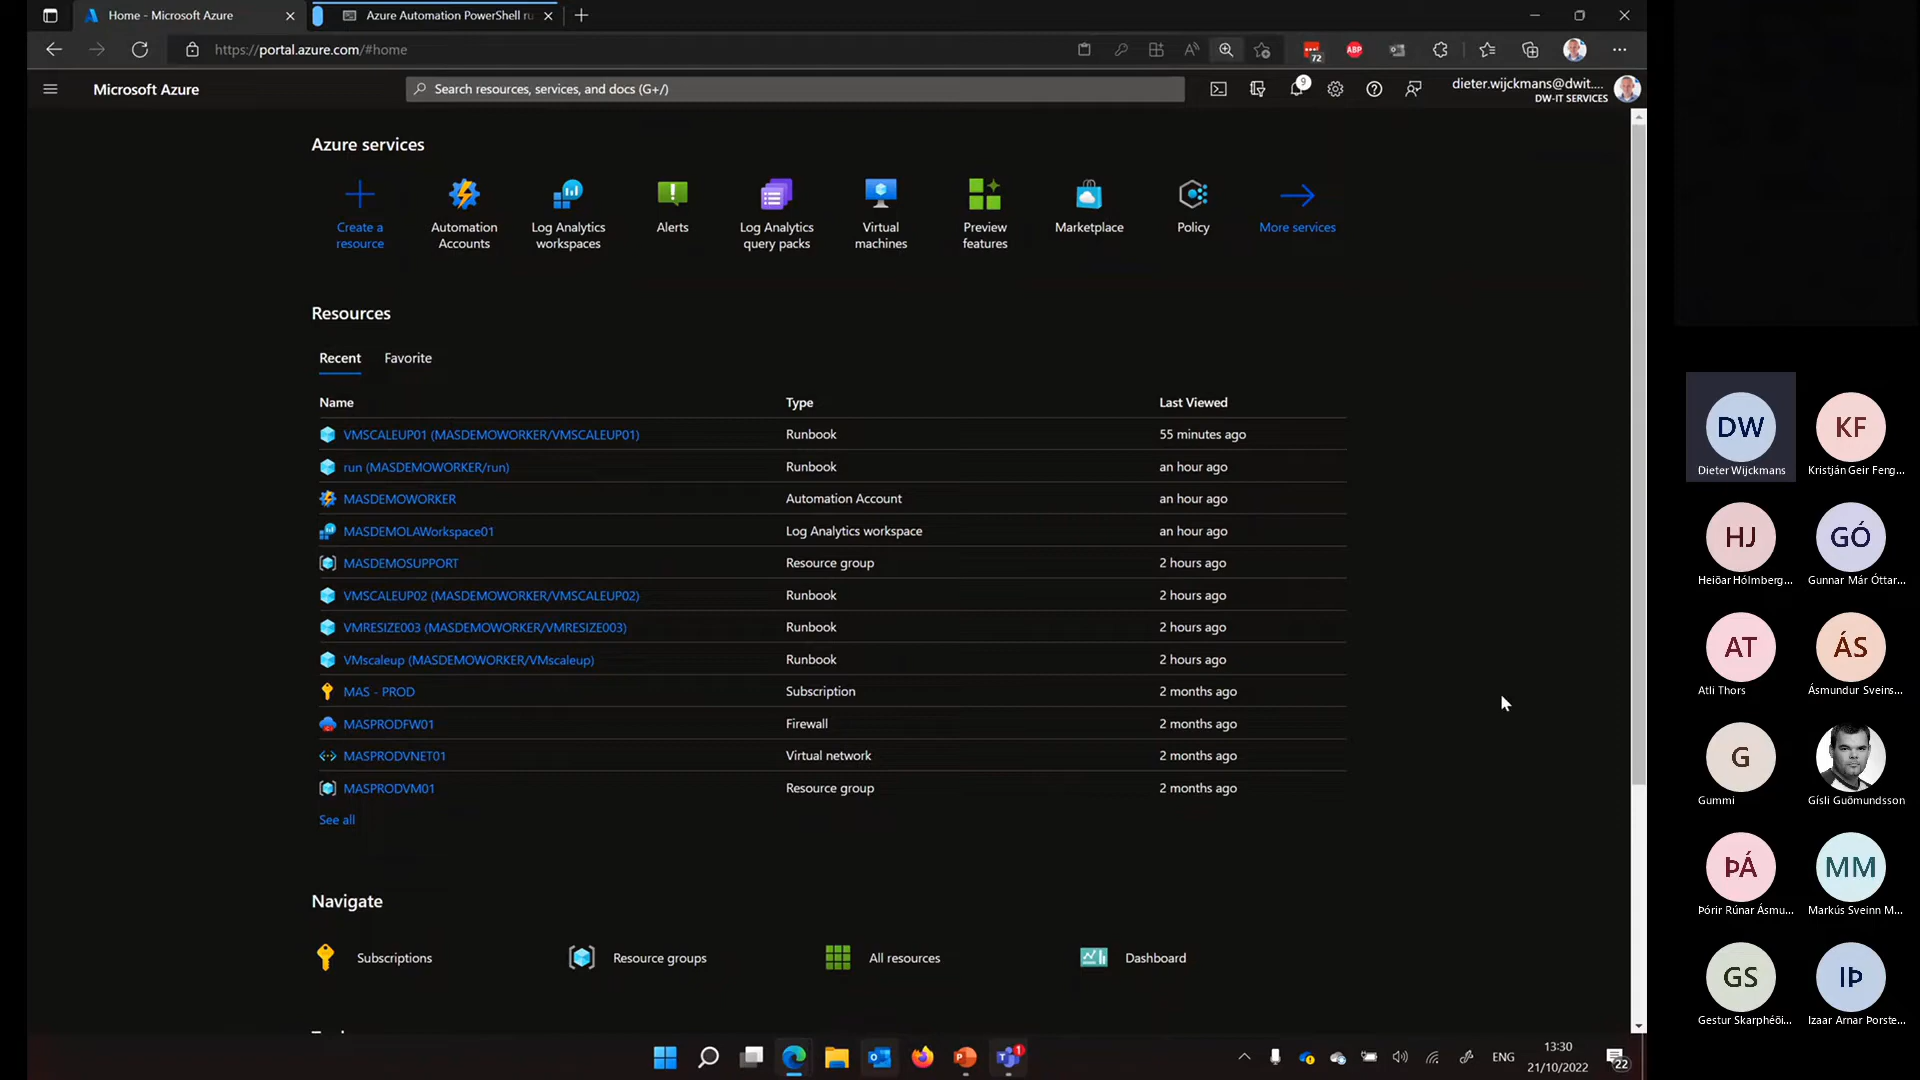 Home - Microsoft Azure
Azure Automation PowerShell ru
https://portal.azure.com/#home
72
ABP
Microsoft Azure
Search resources, services, and docs (G+/)
9
dieter.wijckmans@dwit....
DW-IT SERVICES
Azure services
Create a resource
Automation Accounts
Log Analytics workspaces
Alerts
Log Analytics query packs
Virtual machines
Preview features
Marketplace
Policy
More services
Resources
Recent Favorite
Name Type Last Viewed
VMSCALEUP01 (MASDEMOWORKER/VMSCALEUP01) Runbook 55 minutes ago
run (MASDEMOWORKER/run) Runbook an hour ago
MASDEMOWORKER Automation Account an hour ago
MASDEMOLAWorkspace01 Log Analytics workspace an hour ago
MASDEMOSUPPORT Resource group 2 hours ago
VMSCALEUP02 (MASDEMOWORKER/VMSCALEUP02) Runbook 2 hours ago
VMRESIZE003 (MASDEMOWORKER/VMRESIZE003) Runbook 2 hours ago
VMscaleup (MASDEMOWORKER/VMscaleup) Runbook 2 hours ago
MAS - PROD Subscription 2 months ago
MASPRODFW01 Firewall 2 months ago
MASPRODVNET01 Virtual network 2 months ago
MASPRODVM01 Resource group 2 months ago
See all
Navigate
Subscriptions Resource groups All resources Dashboard
1
ENG
13:30
21/10/2022
22
DW KF
Dieter Wijckmans Kristján Geir Feng...
HJ GÓ
Heiðar Hólmberg... Gunnar Már Óttar...
AT ÁS
Atli Thors Ásmundur Sveins...
G
Gummi Gísli Guðmundsson
ÞÁ MM
Þórir Rúnar Ásmu... Markús Sveinn M...
GS IÞ
Gestur Skarphéði... Izaar Arnar Þorste...